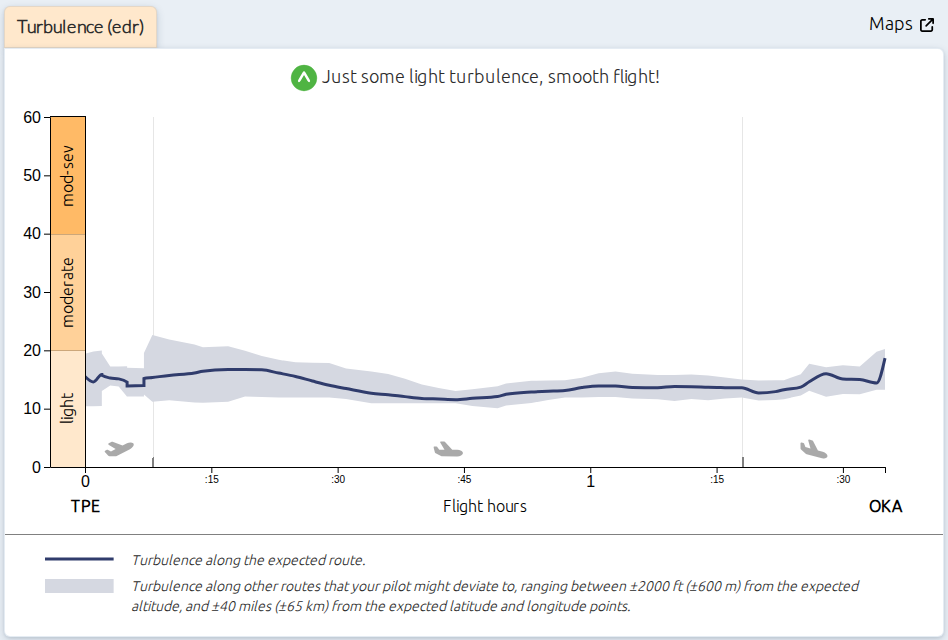 Turbulence (edr)
Maps
Just some light turbulence, smooth flight!
60
50
40
30
20
10
0
mod-sev
moderate
light
0
:15
:30
:45
1
:15
:30
TPE
Flight hours
OKA
Turbulence along the expected route.
Turbulence along other routes that your pilot might deviate to, ranging between ±2000 ft (±600 m) from the expected
altitude, and ±40 miles (±65 km) from the expected latitude and longitude points.